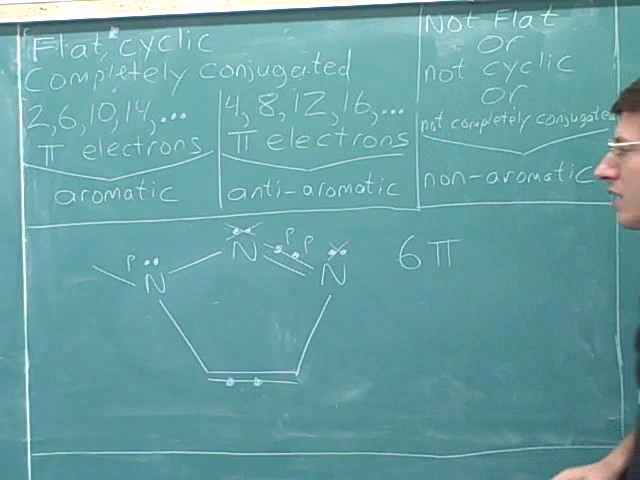 Flat, cyclic
Completely conjugated
2, 6, 10, 14, ...
π electrons
aromatic
4, 8, 12, 16, ...
π electrons
anti-aromatic
Not Flat
or
not cyclic
or
not completely conjugated
non-aromatic
P N
N P P
N
6π